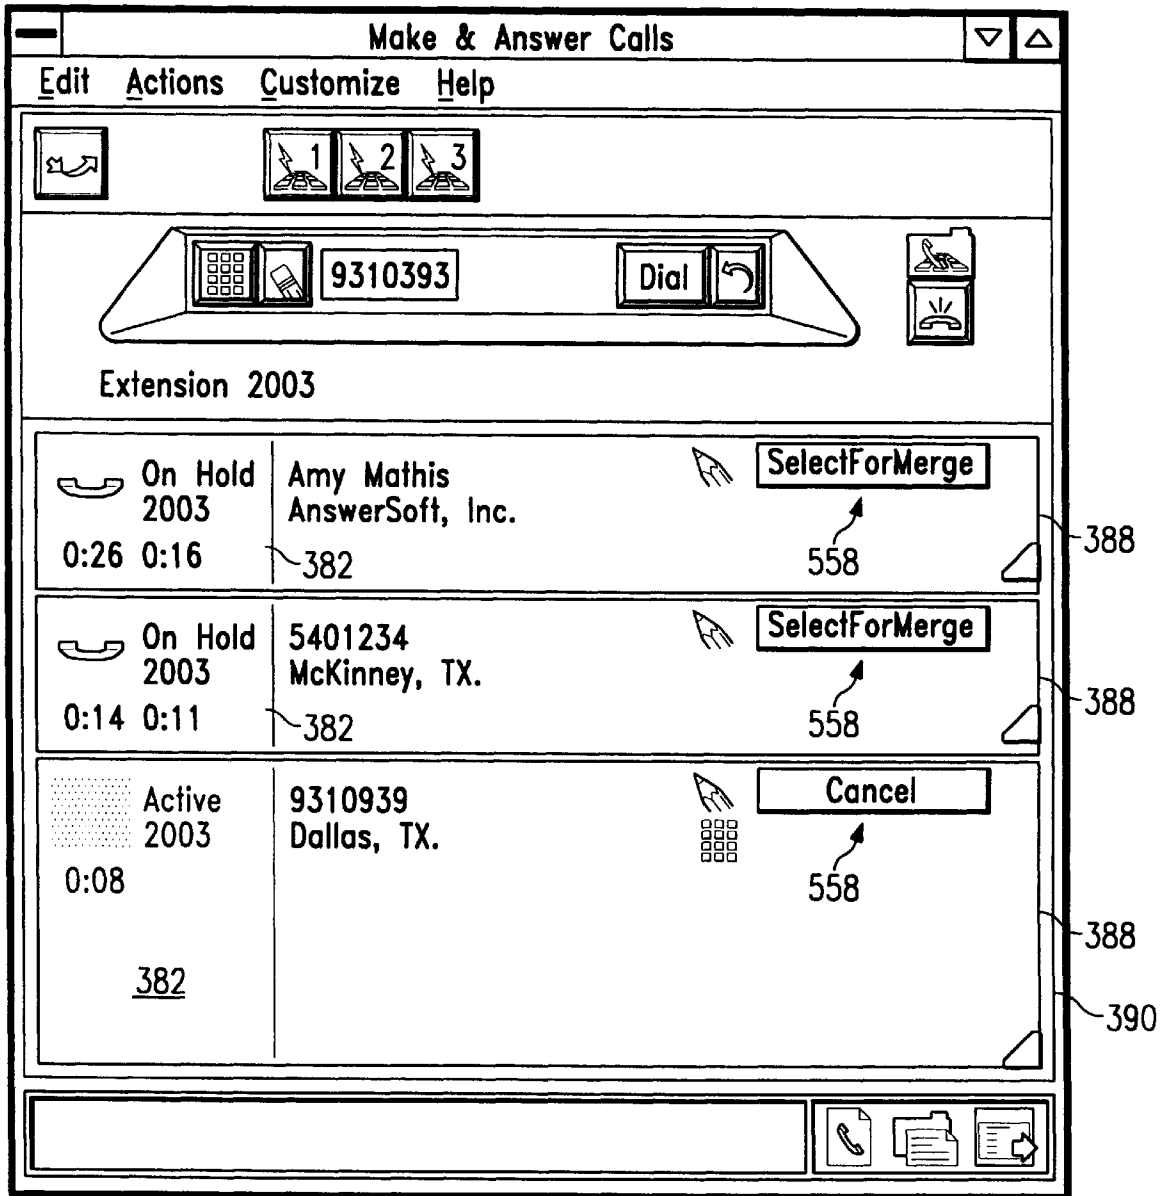 Make & Answer Calls
Edit Actions Customize Help
1 2 3
9310393 Dial
Extension 2003
On Hold
2003
0:26 0:16
Amy Mathis
AnswerSoft, Inc.
SelectForMerge
382
558
388
On Hold
2003
0:14 0:11
5401234
McKinney, TX.
SelectForMerge
382
558
388
Active
2003
0:08
9310939
Dallas, TX.
Cancel
558
388
382
390